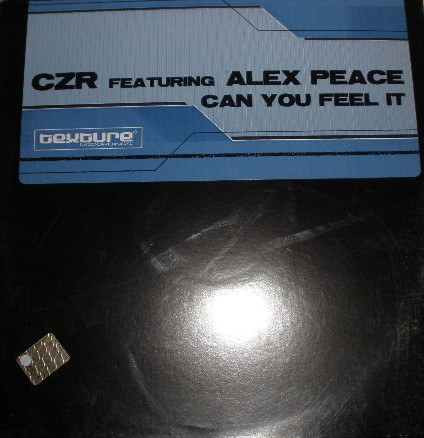 CZR FEATURING ALEX PEACE
CAN YOU FEEL IT
texture®